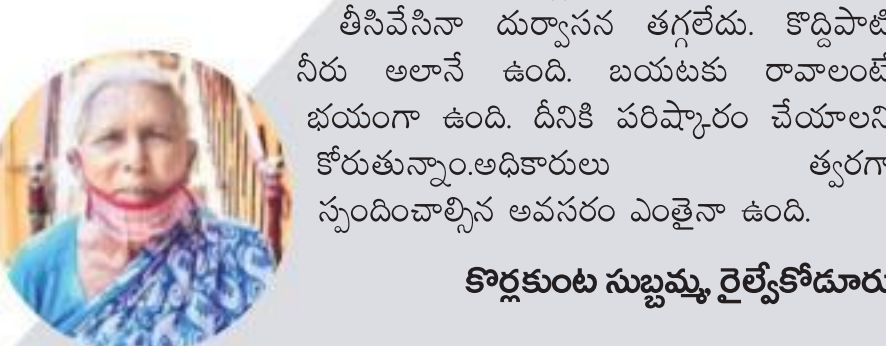 తీసివేసినా దుర్వాసన తగ్గలేదు. కొద్దిపాటి
నీరు అలానే ఉంది. బయటకు రావాలంటే
భయంగా ఉంది. దీనికి పరిష్కారం చేయాలని
కోరుతున్నాం.అధికారులు త్వరగా
స్పందించాల్సిన అవసరం ఎంతైనా ఉంది.
కొర్లకుంట సుబ్బమ్మ, రైల్వేకోడూరు